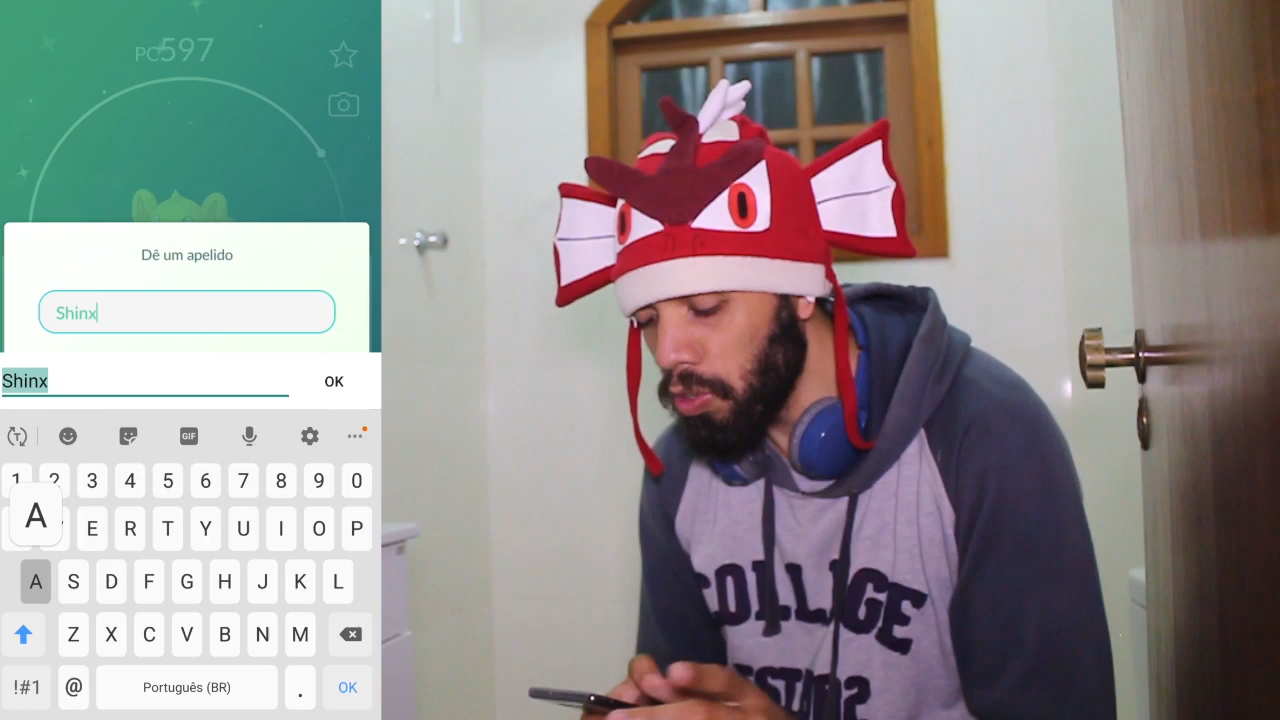 PC597
Dê um apelido
Shinx
Shinx
OK
GIF
1 2 3 4 5 6 7 8 9 0
A
E R T Y U I O P
A S D F G H J K L
Z X C V B N M
!#1 @ Português (BR) . OK
COLLEGE